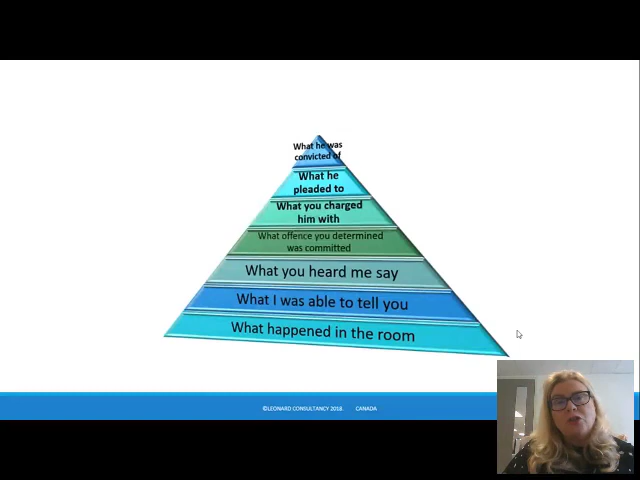 What he was
convicted of
What he
pleaded to
What you charged
him with
What offence you determined
was committed
What you heard me say
What I was able to tell you
What happened in the room
©LEONARD CONSULTANCY 2018 CANADA